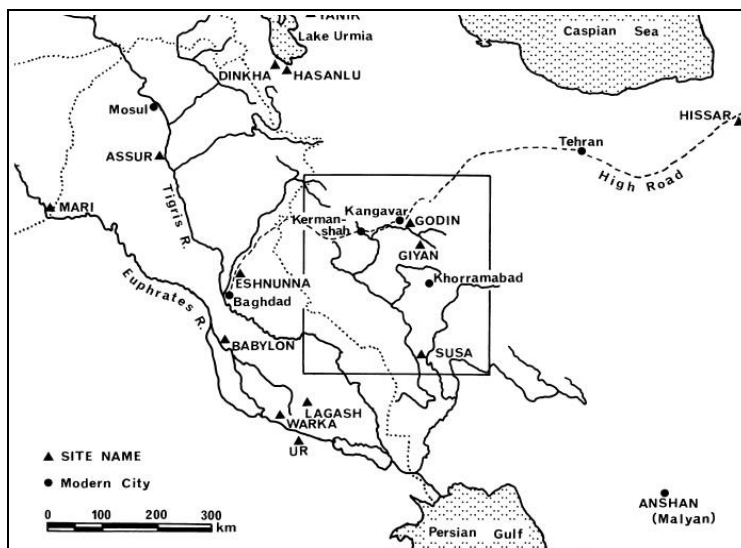 YANIK
Lake Urmia
Caspian Sea
DINKHA
HASANLU
Mosul
HISSAR
Tehran
ASSUR
High Road
Tigris R.
MARI
Kangavar
Kerman-
shah
GODIN
GIYAN
Euphrates R.
ESHNUNNA
Khorramabad
Baghdad
BABYLON
SUSA
LAGASH
WARKA
UR
▲ SITE NAME
● Modern City
0 100 200 300
km
ANSHAN
(Malyan)
Persian Gulf